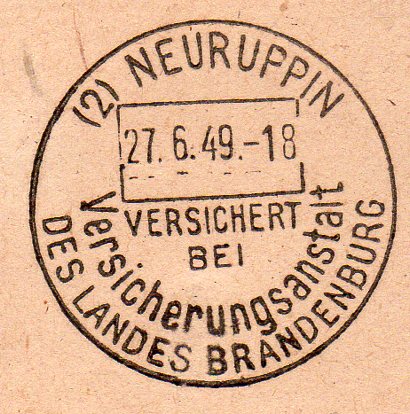 (2) NEURUPPIN
27.6.49.-18
VERSICHERT
BEI
Versicherungsanstalt
DES LANDES BRANDENBURG